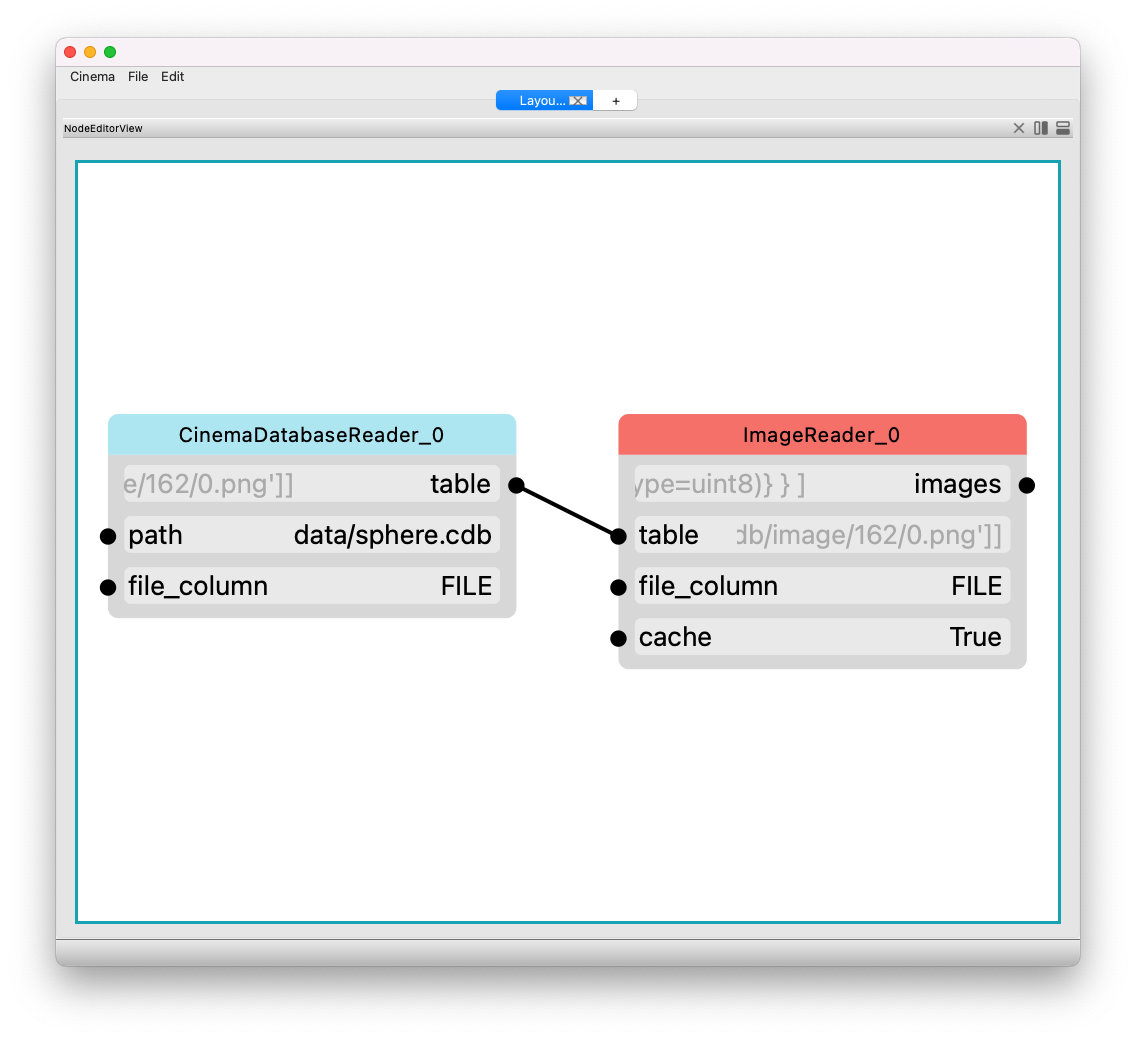 Cinema File Edit
Layou... +
NodeEditorView
CinemaDatabaseReader_0
e/162/0.png']] table
path data/sphere.cdb
file_column FILE
ImageReader_0
ype=uint8)} } ] images
table db/image/162/0.png']]
file_column FILE
cache True